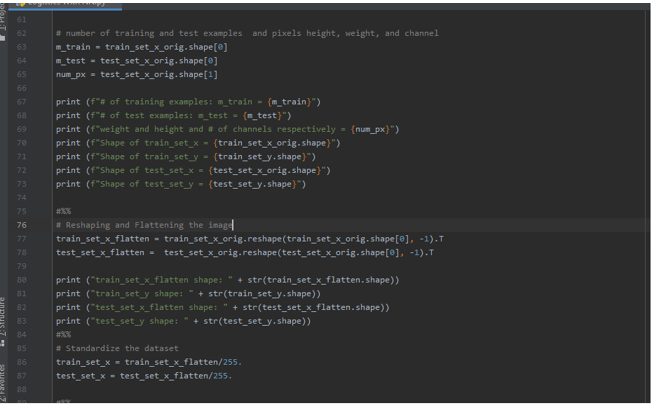 61
62 # number of training and test examples  and pixels height, weight, and channel
63 m_train = train_set_x_orig.shape[0]
64 m_test = test_set_x_orig.shape[0]
65 num_px = test_set_x_orig.shape[1]
66
67 print (f"# of training examples: m_train = {m_train}")
68 print (f"# of test examples: m_test = {m_test}")
69 print (f"weight and height and # of channels respectively = {num_px}")
70 print (f"Shape of train_set_x = {train_set_x_orig.shape}")
71 print (f"Shape of train_set_y = {train_set_y.shape}")
72 print (f"Shape of test_set_x = {test_set_x_orig.shape}")
73 print (f"Shape of test_set_y = {test_set_y.shape}")
74
75 #%%
76 # Reshaping and Flattening the image
77 train_set_x_flatten = train_set_x_orig.reshape(train_set_x_orig.shape[0], -1).T
78 test_set_x_flatten =  test_set_x_orig.reshape(test_set_x_orig.shape[0], -1).T
79
80 print ("train_set_x_flatten shape: " + str(train_set_x_flatten.shape))
81 print ("train_set_y shape: " + str(train_set_y.shape))
82 print ("test_set_x_flatten shape: " + str(test_set_x_flatten.shape))
83 print ("test_set_y shape: " + str(test_set_y.shape))
84 #%%
85 # Standardize the dataset
86 train_set_x = train_set_x_flatten/255.
87 test_set_x = test_set_x_flatten/255.
88
89 #%%
Z: Structure
2: Favorites